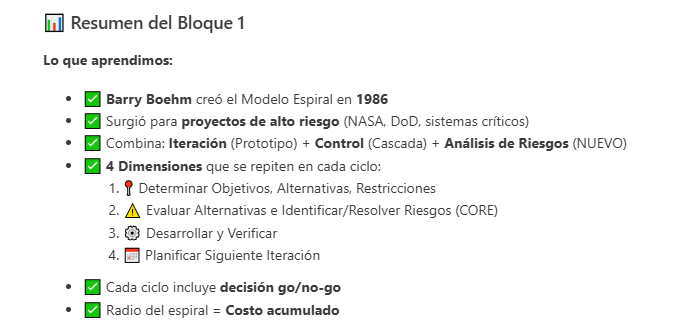 📊 Resumen del Bloque 1
Lo que aprendimos:
• ✅ Barry Boehm creó el Modelo Espiral en 1986
• ✅ Surgió para proyectos de alto riesgo (NASA, DoD, sistemas críticos)
• ✅ Combina: Iteración (Prototipo) + Control (Cascada) + Análisis de Riesgos (NUEVO)
• ✅ 4 Dimensiones que se repiten en cada ciclo:
1. 📍 Determinar Objetivos, Alternativas, Restricciones
2. ⚠️ Evaluar Alternativas e Identificar/Resolver Riesgos (CORE)
3. ⚙️ Desarrollar y Verificar
4. 📅 Planificar Siguiente Iteración
• ✅ Cada ciclo incluye decisión go/no-go
• ✅ Radio del espiral = Costo acumulado